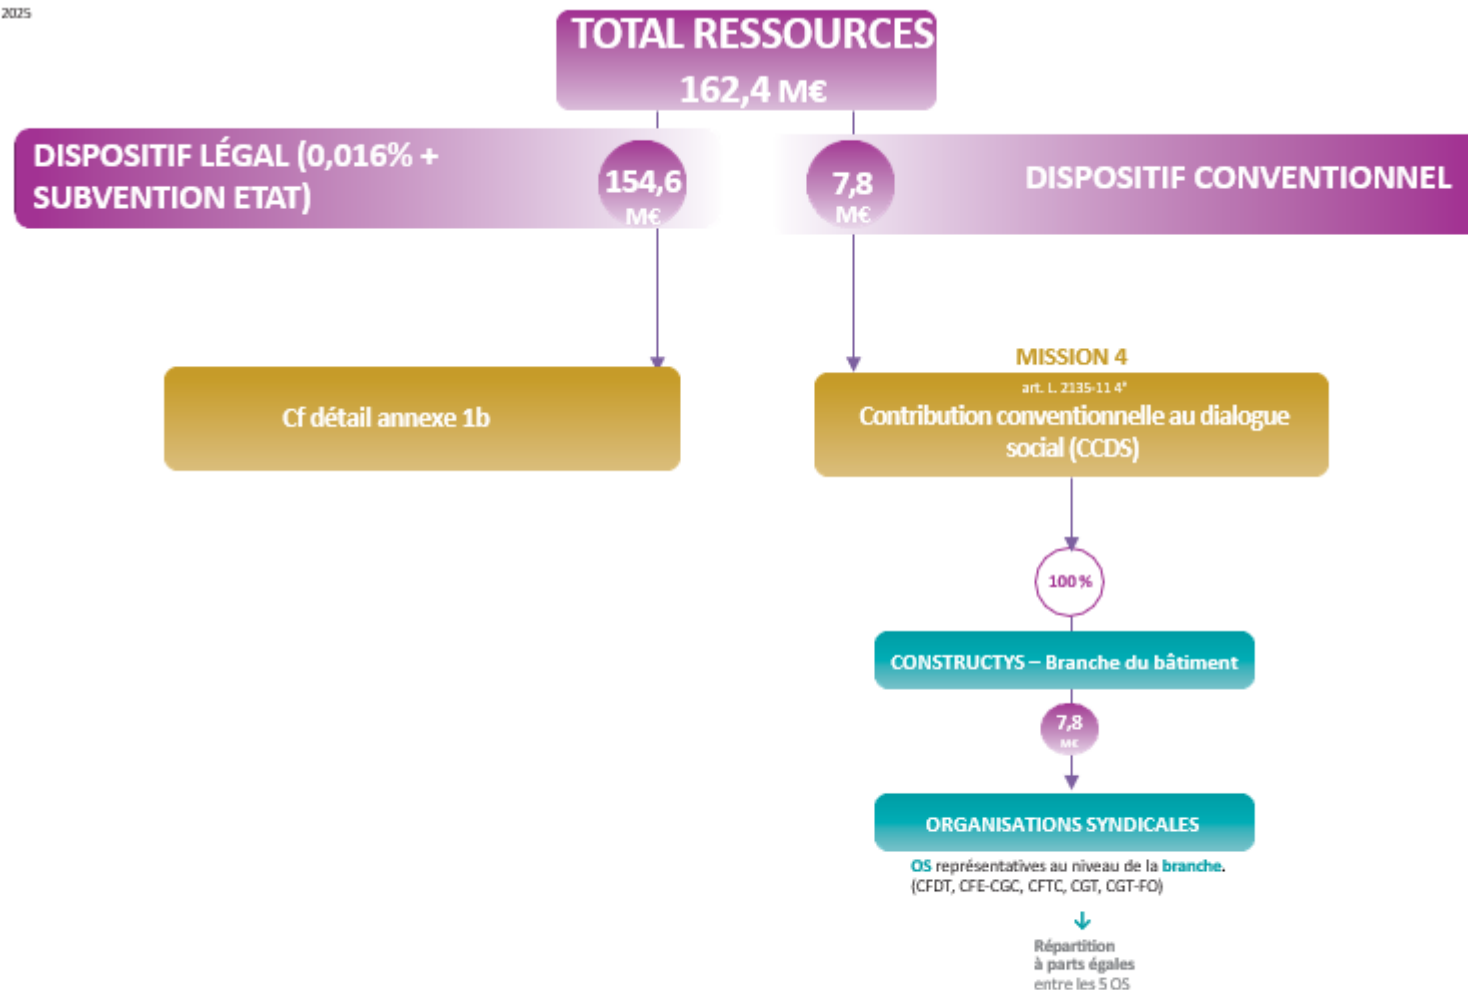 2025
TOTAL RESSOURCES
162,4 M€
DISPOSITIF LÉGAL (0,016% +
SUBVENTION ETAT)
154,6
M€
7,8
M€
DISPOSITIF CONVENTIONNEL
Cf détail annexe 1b
MISSION 4
art. L. 2135-11 4°
Contribution conventionnelle au dialogue
social (CCDS)
100 %
CONSTRUCTYS – Branche du bâtiment
7,8
M€
ORGANISATIONS SYNDICALES
OS représentatives au niveau de la branche.
(CFDT, CFE-CGC, CFTC, CGT, CGT-FO)
Répartition
à parts égales
entre les 5 OS